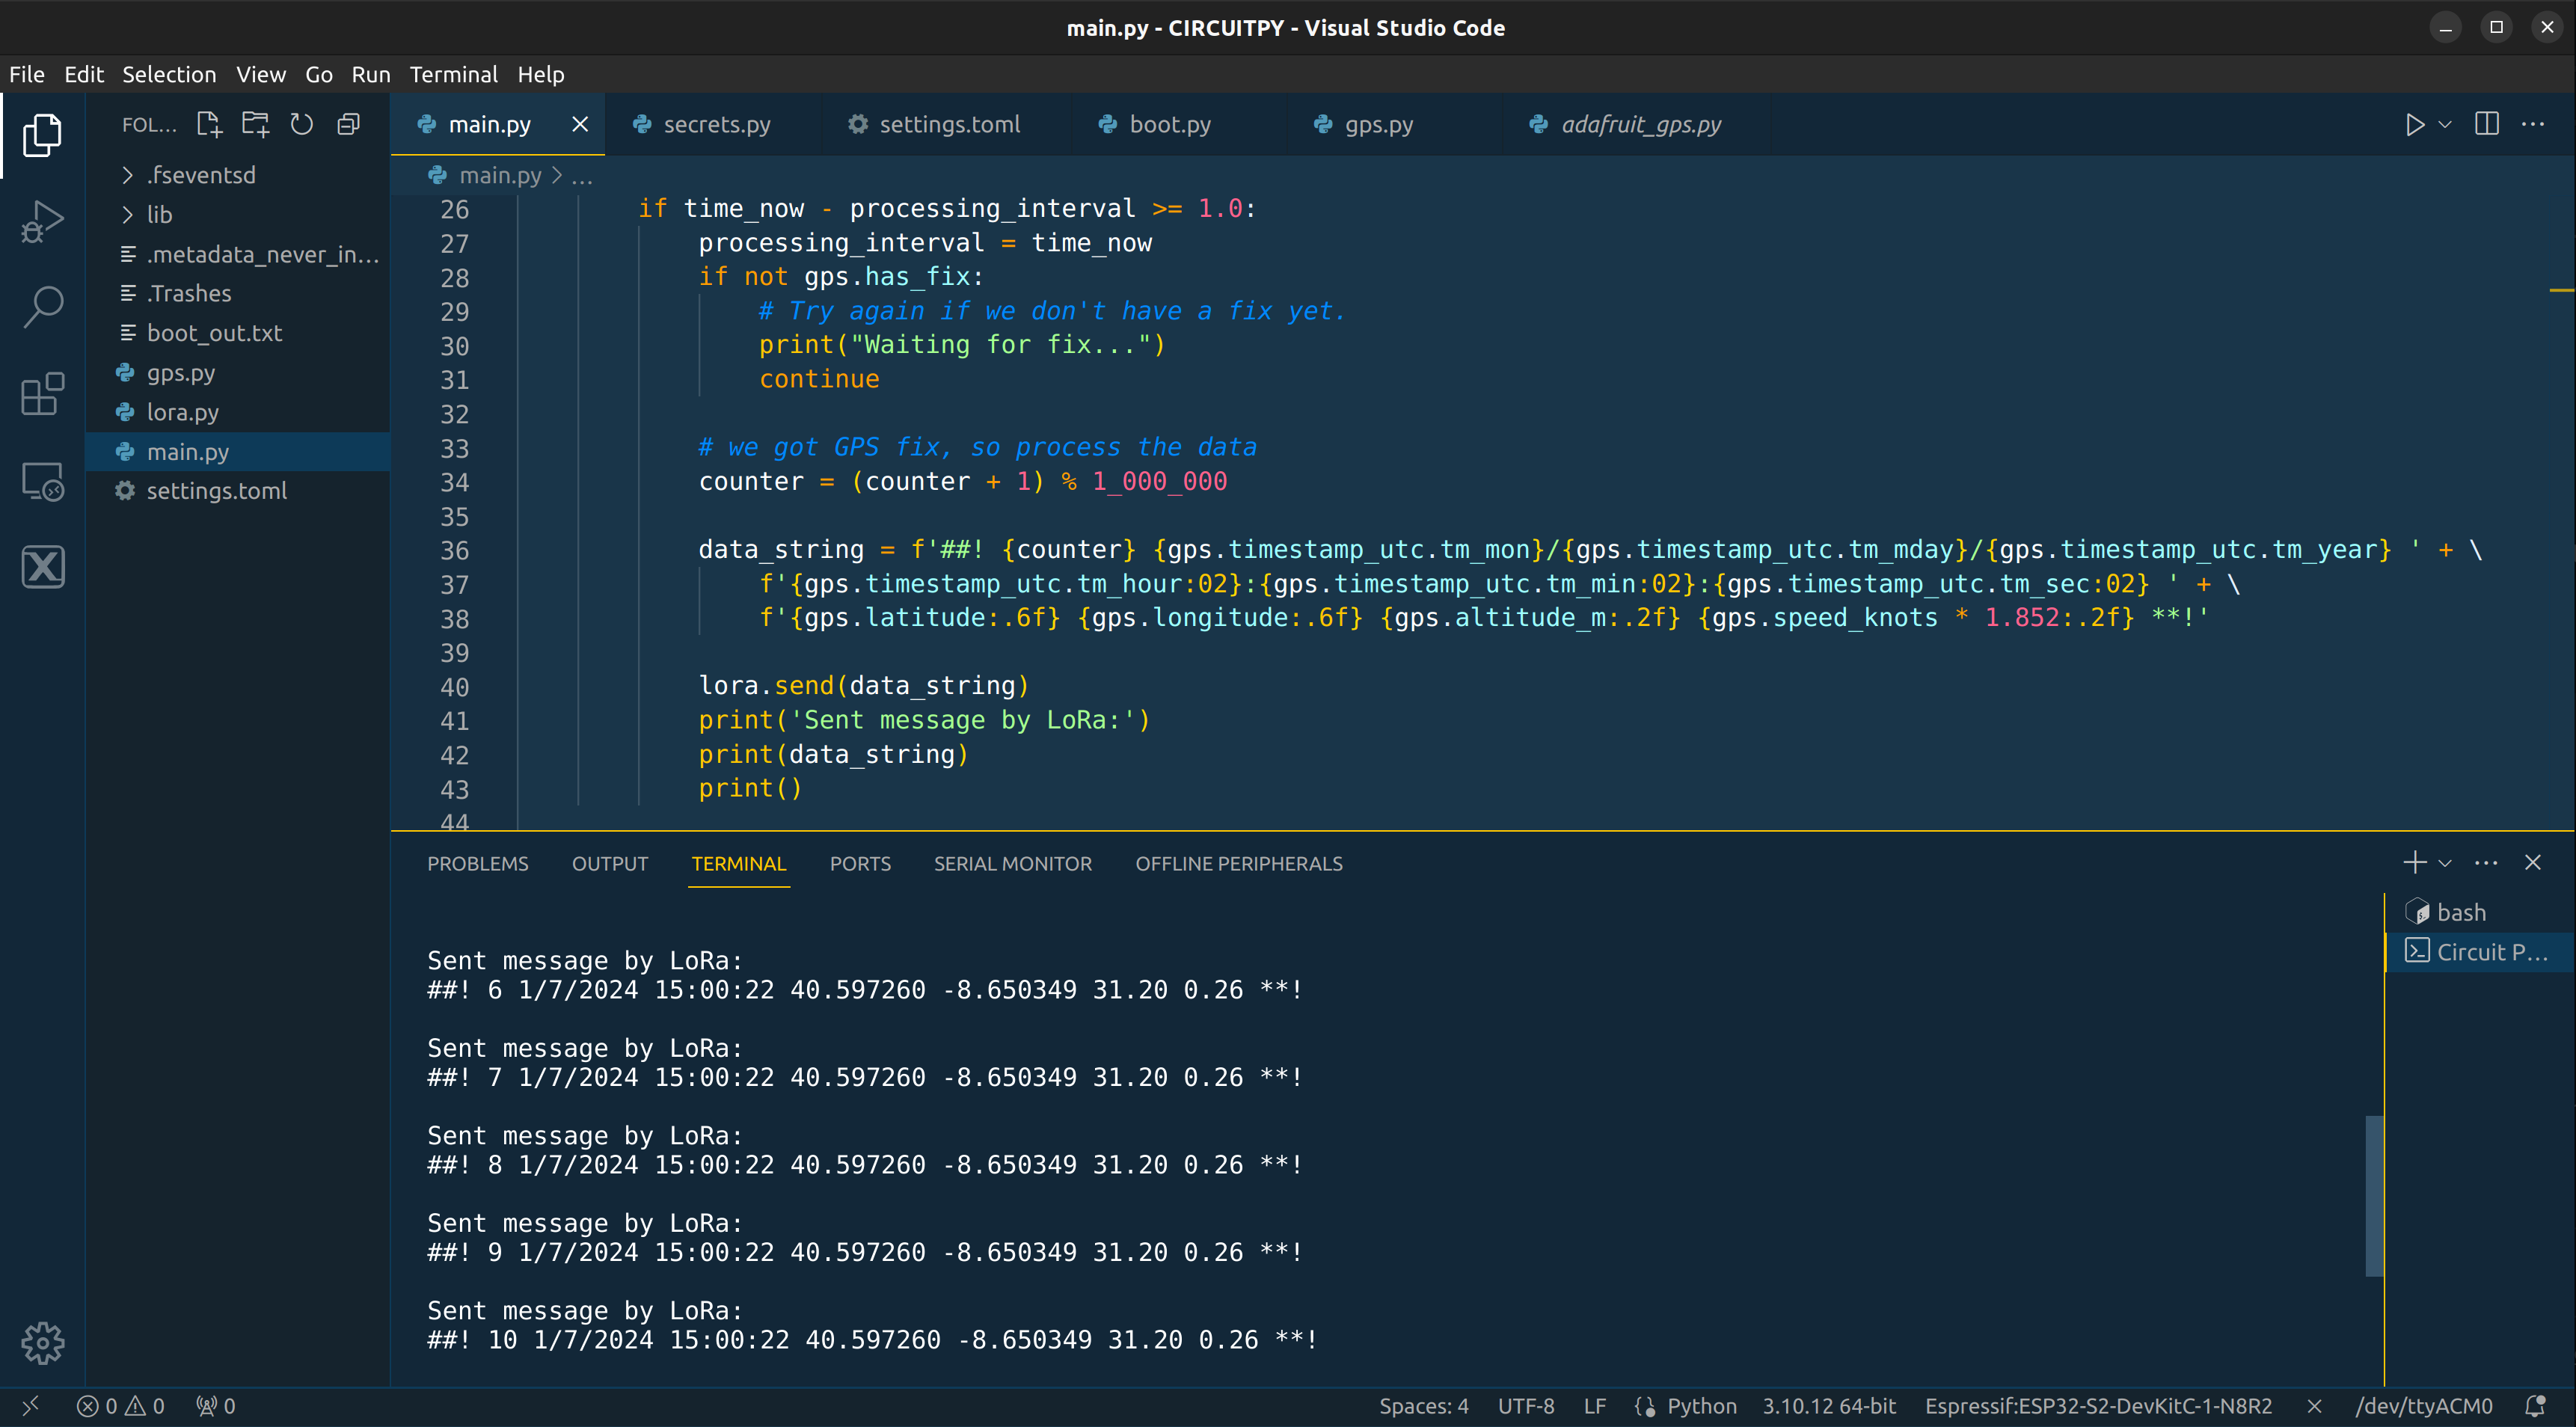 main.py - CIRCUITPY - Visual Studio Code
File Edit Selection View Go Run Terminal Help
FOL...
.fseventsd
lib
.metadata_never_in...
.Trashes
boot_out.txt
gps.py
lora.py
main.py
settings.toml
main.py secrets.py settings.toml boot.py gps.py adafruit_gps.py
main.py > ...
26 if time_now - processing_interval >= 1.0:
27 processing_interval = time_now
28 if not gps.has_fix:
29 # Try again if we don't have a fix yet.
30 print("Waiting for fix...")
31 continue
32
33 # we got GPS fix, so process the data
34 counter = (counter + 1) % 1_000_000
35
36 data_string = f'##! {counter} {gps.timestamp_utc.tm_mon}/{gps.timestamp_utc.tm_mday}/{gps.timestamp_utc.tm_year} ' + \
37 f'{gps.timestamp_utc.tm_hour:02}:{gps.timestamp_utc.tm_min:02}:{gps.timestamp_utc.tm_sec:02} ' + \
38 f'{gps.latitude:.6f} {gps.longitude:.6f} {gps.altitude_m:.2f} {gps.speed_knots * 1.852:.2f} **!'
39
40 lora.send(data_string)
41 print('Sent message by LoRa:')
42 print(data_string)
43 print()
44
PROBLEMS OUTPUT TERMINAL PORTS SERIAL MONITOR OFFLINE PERIPHERALS
bash
Circuit P...
Sent message by LoRa:
##! 6 1/7/2024 15:00:22 40.597260 -8.650349 31.20 0.26 **!
Sent message by LoRa:
##! 7 1/7/2024 15:00:22 40.597260 -8.650349 31.20 0.26 **!
Sent message by LoRa:
##! 8 1/7/2024 15:00:22 40.597260 -8.650349 31.20 0.26 **!
Sent message by LoRa:
##! 9 1/7/2024 15:00:22 40.597260 -8.650349 31.20 0.26 **!
Sent message by LoRa:
##! 10 1/7/2024 15:00:22 40.597260 -8.650349 31.20 0.26 **!
0 0 0 Spaces: 4 UTF-8 LF Python 3.10.12 64-bit Espressif:ESP32-S2-DevKitC-1-N8R2 /dev/ttyACM0